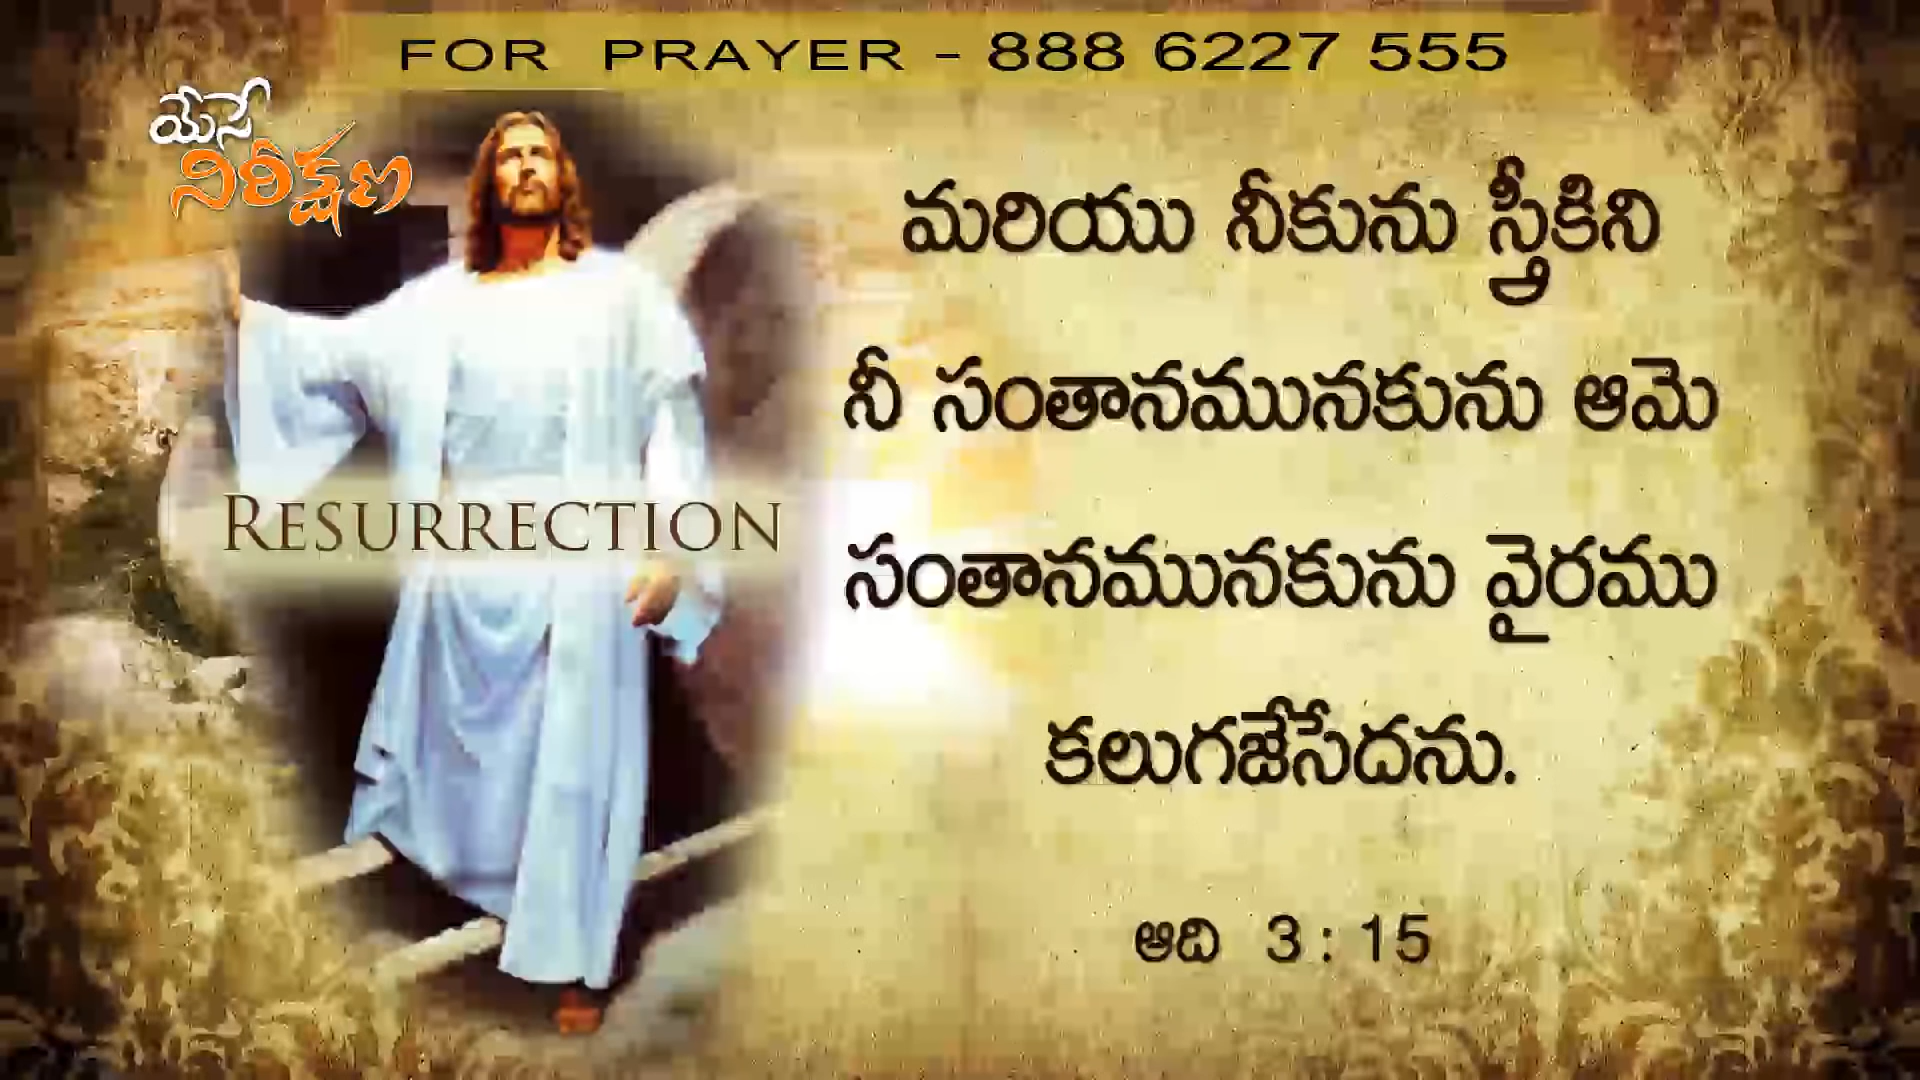 FOR PRAYER - 888 6227 555
యేసే
నిరీక్షణ
మరియు నీకును స్త్రీకిని
నీ సంతానమునకును ఆమె
సంతానమునకును వైరము
కలుగజేసేదను.
RESURRECTION
ఆది 3 : 15